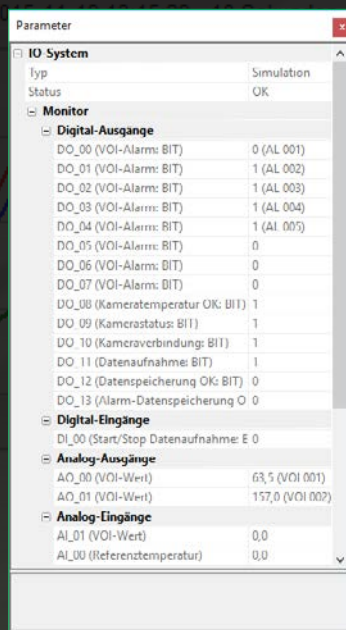 Parameter
x
IO-System
Typ Simulation
Status OK
Monitor
Digital-Ausgänge
DO_00 (VOI-Alarm: BIT) 0 (AL 001)
DO_01 (VOI-Alarm: BIT) 1 (AL 002)
DO_02 (VOI-Alarm: BIT) 1 (AL 003)
DO_03 (VOI-Alarm: BIT) 1 (AL 004)
DO_04 (VOI-Alarm: BIT) 1 (AL 005)
DO_05 (VOI-Alarm: BIT) 0
DO_06 (VOI-Alarm: BIT) 0
DO_07 (VOI-Alarm: BIT) 0
DO_08 (Kameratemperatur OK: BIT) 1
DO_09 (Kamerastatus: BIT) 1
DO_10 (Kameraverbindung: BIT) 1
DO_11 (Datenaufnahme: BIT) 1
DO_12 (Datenspeicherung OK: BIT) 0
DO_13 (Alarm-Datenspeicherung O 0
Digital-Eingänge
DI_00 (Start/Stop Datenaufnahme: E 0
Analog-Ausgänge
AO_00 (VOI-Wert) 63,5 (VOI 001)
AO_01 (VOI-Wert) 157,0 (VOI 002)
Analog-Eingänge
AI_01 (VOI-Wert) 0,0
AI_00 (Referenztemperatur) 0,0